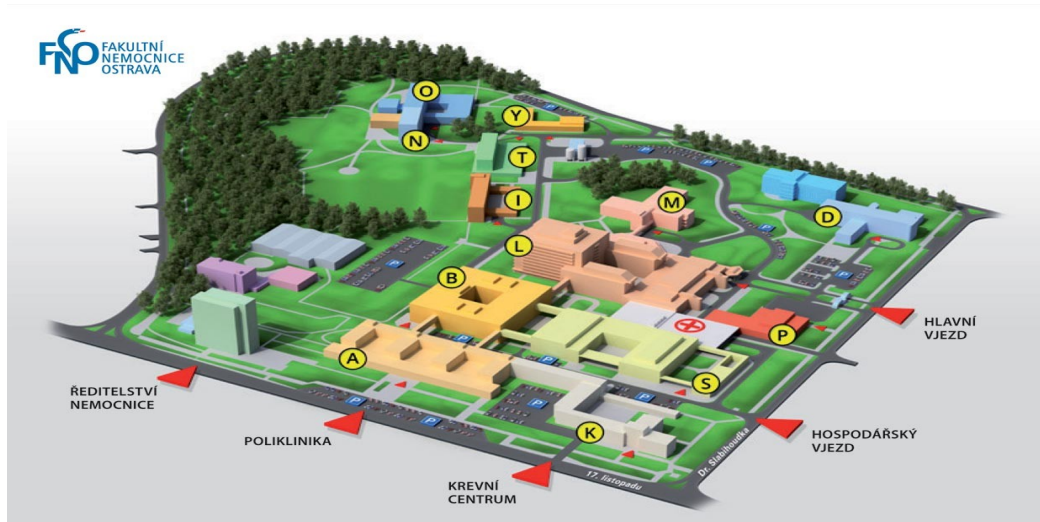 FNO
FAKULTNÍ
NEMOCNICE
OSTRAVA
O
Y
N
T
I
M
D
L
B
P
A
S
K
P
P
P
P
P
P
P
P
P
P
P
HLAVNÍ
VJEZD
ŘEDITELSTVÍ
NEMOCNICE
POLIKLINIKA
HOSPODÁŘSKÝ
VJEZD
KREVNÍ
CENTRUM
17. listopadu
Dr. Slabihoudka